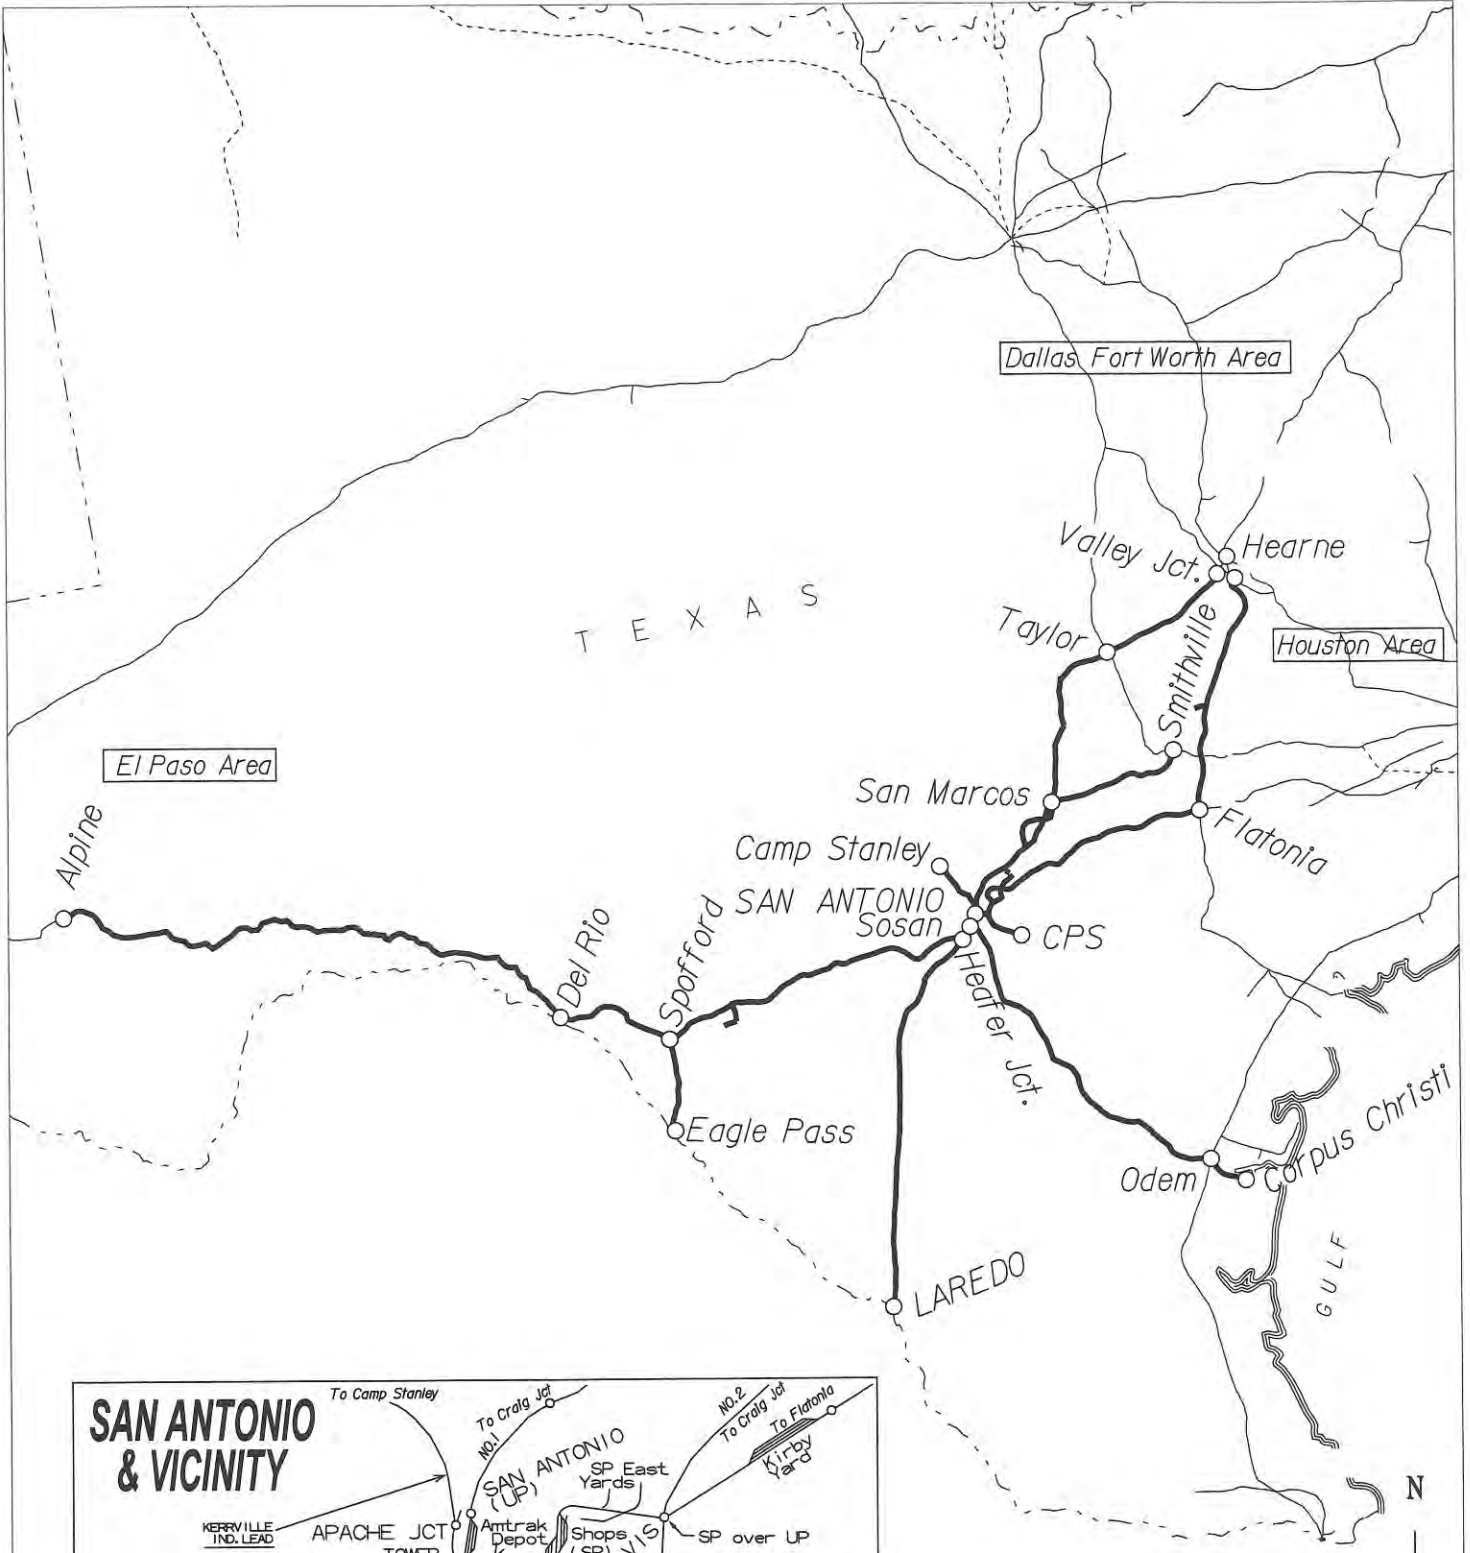 Dallas Fort Worth Area
Valley Jct.
Hearne
T E X A S
Taylor
Smithville
Houston Area
El Paso Area
Alpine
San Marcos
Flatonia
Camp Stanley
SAN ANTONIO
Sosan
CPS
Del Rio
Spofford
Heafer Jct.
Eagle Pass
Corpus Christi
Odem
LAREDO
GULF
SAN ANTONIO
& VICINITY
To Camp Stanley
To Craig Jct
NO.1
NO.2
To Craig Jct
To Flatonia
Kirby
Yard
SAN ANTONIO
(UP)
SP East
Yards
KERRVILLE
IND. LEAD
APACHE JCT
TOWER
Amtrak
Depot
Shops
(SP)
VIS
SP over UP
N